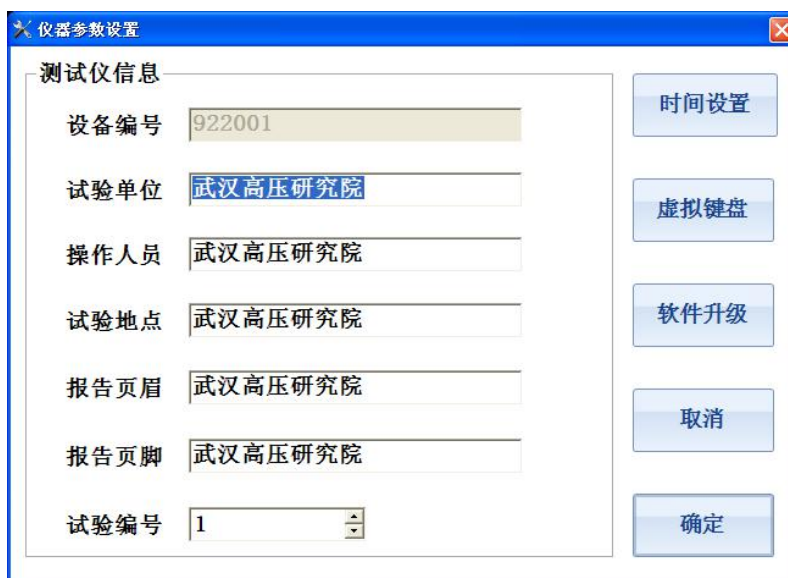 仪器参数设置
测试仪信息
设备编号 922001
试验单位 武汉高压研究院
操作人员 武汉高压研究院
试验地点 武汉高压研究院
报告页眉 武汉高压研究院
报告页脚 武汉高压研究院
试验编号 1
时间设置
虚拟键盘
软件升级
取消
确定